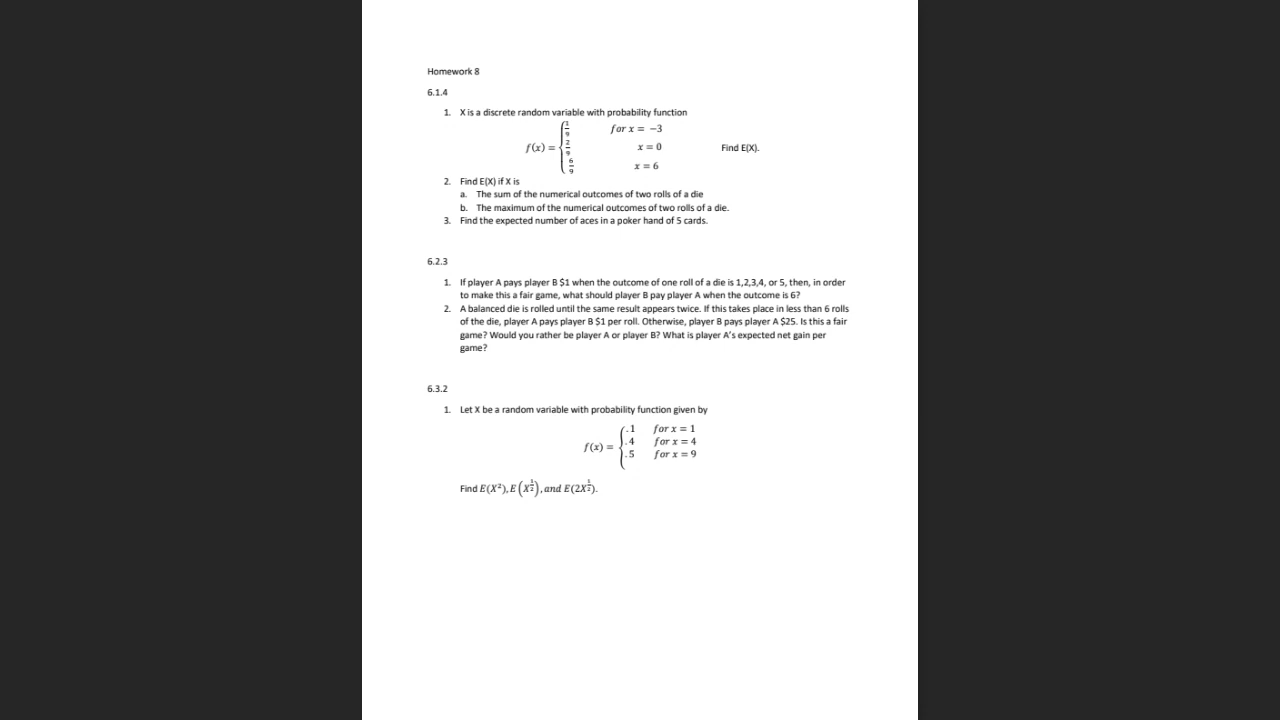 Homework 8
6.1.4
1. X is a discrete random variable with probability function
f(x) = { 1/9 for x = −3
2/9 x = 0
6/9 x = 6
Find E(X).
2. Find E(X) if X is
a. The sum of the numerical outcomes of two rolls of a die
b. The maximum of the numerical outcomes of two rolls of a die.
3. Find the expected number of aces in a poker hand of 5 cards.
6.2.3
1. If player A pays player B $1 when the outcome of one roll of a die is 1,2,3,4, or 5, then, in order
to make this a fair game, what should player B pay player A when the outcome is 6?
2. A balanced die is rolled until the same result appears twice. If this takes place in less than 6 rolls
of the die, player A pays player B $1 per roll. Otherwise, player B pays player A $25. Is this a fair
game? Would you rather be player A or player B? What is player A's expected net gain per
game?
6.3.2
1. Let X be a random variable with probability function given by
f(x) = { .1 for x = 1
.4 for x = 4
.5 for x = 9
Find E(X²), E(X^(1/2)), and E(2X^(1/2)).